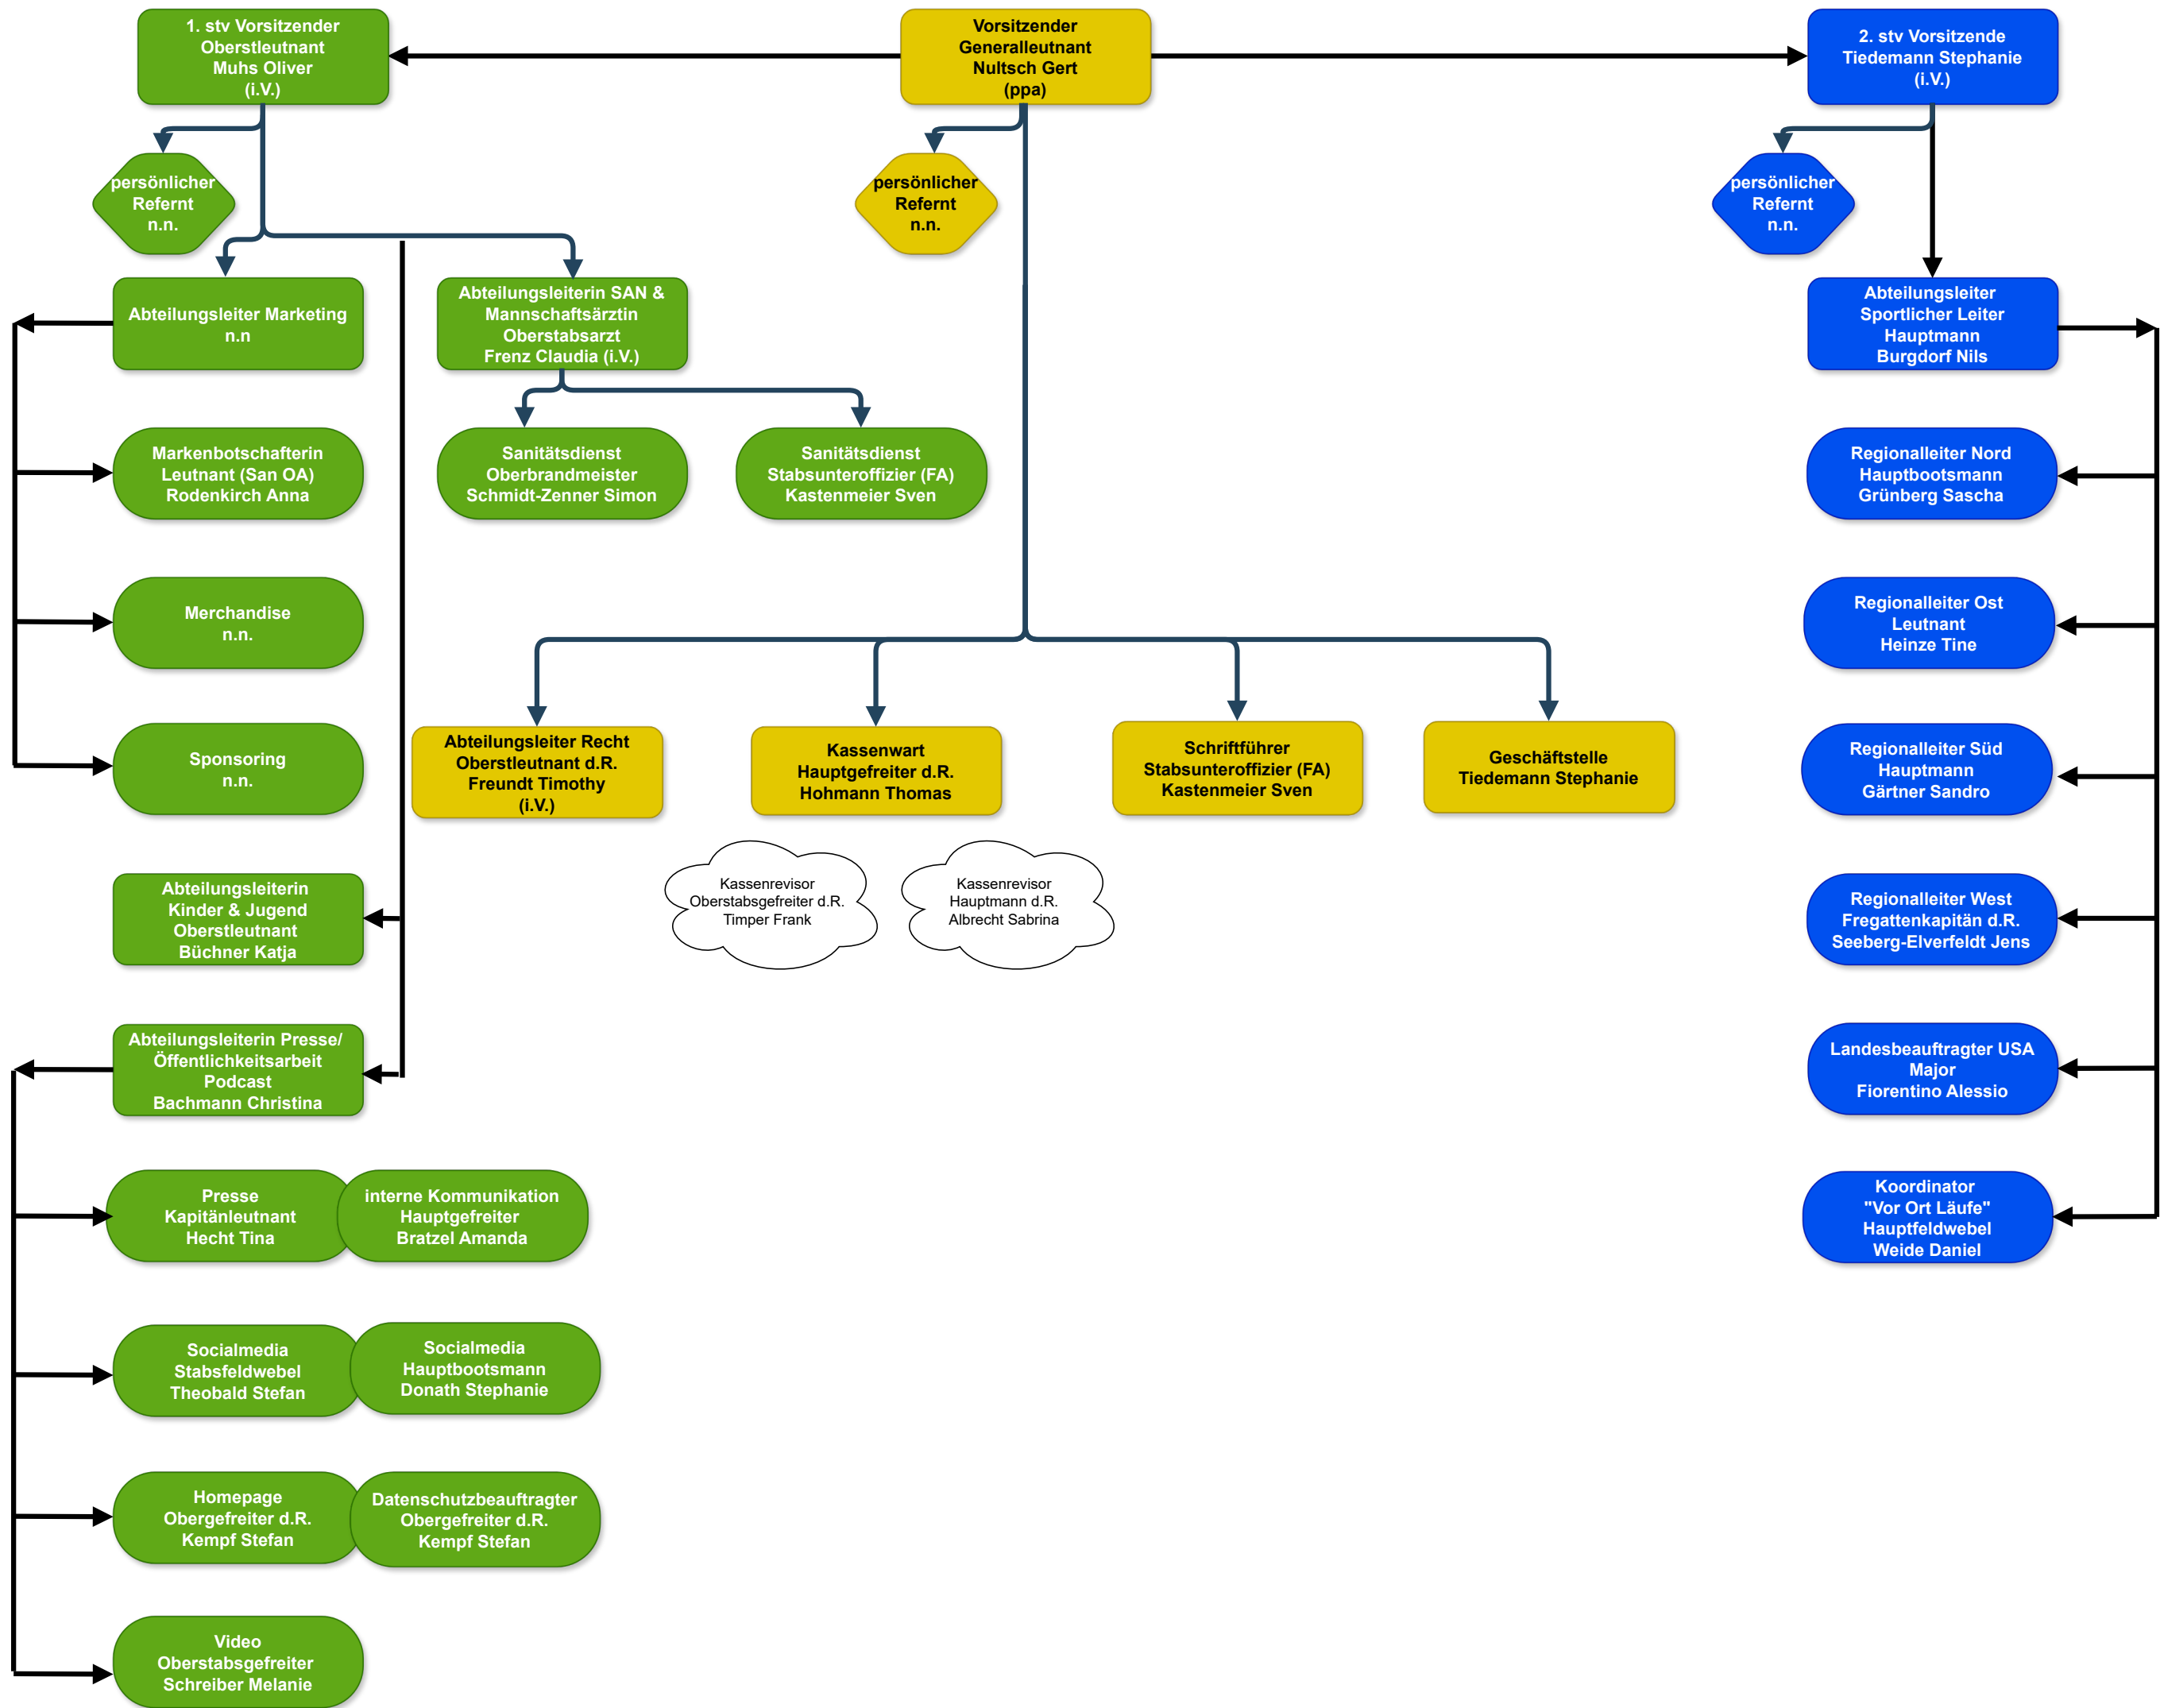 1. stv Vorsitzender
Oberstleutnant
Muhs Oliver
(i.V.)
Vorsitzender
Generalleutnant
Nultsch Gert
(ppa)
2. stv Vorsitzende
Tiedemann Stephanie
(i.V.)
persönlicher
Refernt
n.n.
persönlicher
Refernt
n.n.
persönlicher
Refernt
n.n.
Abteilungsleiter Marketing
n.n
Abteilungsleiterin SAN &
Mannschaftsärztin
Oberstabsarzt
Frenz Claudia (i.V.)
Abteilungsleiter
Sportlicher Leiter
Hauptmann
Burgdorf Nils
Markenbotschafterin
Leutnant (San OA)
Rodenkirch Anna
Sanitätsdienst
Oberbrandmeister
Schmidt-Zenner Simon
Sanitätsdienst
Stabsunteroffizier (FA)
Kastenmeier Sven
Regionalleiter Nord
Hauptbootsmann
Grünberg Sascha
Merchandise
n.n.
Regionalleiter Ost
Leutnant
Heinze Tine
Sponsoring
n.n.
Abteilungsleiter Recht
Oberstleutnant d.R.
Freundt Timothy
(i.V.)
Kassenwart
Hauptgefreiter d.R.
Hohmann Thomas
Schriftführer
Stabsunteroffizier (FA)
Kastenmeier Sven
Geschäftstelle
Tiedemann Stephanie
Regionalleiter Süd
Hauptmann
Gärtner Sandro
Abteilungsleiterin
Kinder & Jugend
Oberstleutnant
Büchner Katja
Kassenrevisor
Oberstabsgefreiter d.R.
Timper Frank
Kassenrevisor
Hauptmann d.R.
Albrecht Sabrina
Regionalleiter West
Fregattenkapitän d.R.
Seeberg-Elverfeldt Jens
Abteilungsleiterin Presse/
Öffentlichkeitsarbeit
Podcast
Bachmann Christina
Landesbeauftragter USA
Major
Fiorentino Alessio
Presse
Kapitänleutnant
Hecht Tina
interne Kommunikation
Hauptgefreiter
Bratzel Amanda
Koordinator
"Vor Ort Läufe"
Hauptfeldwebel
Weide Daniel
Socialmedia
Stabsfeldwebel
Theobald Stefan
Socialmedia
Hauptbootsmann
Donath Stephanie
Homepage
Obergefreiter d.R.
Kempf Stefan
Datenschutzbeauftragter
Obergefreiter d.R.
Kempf Stefan
Video
Oberstabsgefreiter
Schreiber Melanie